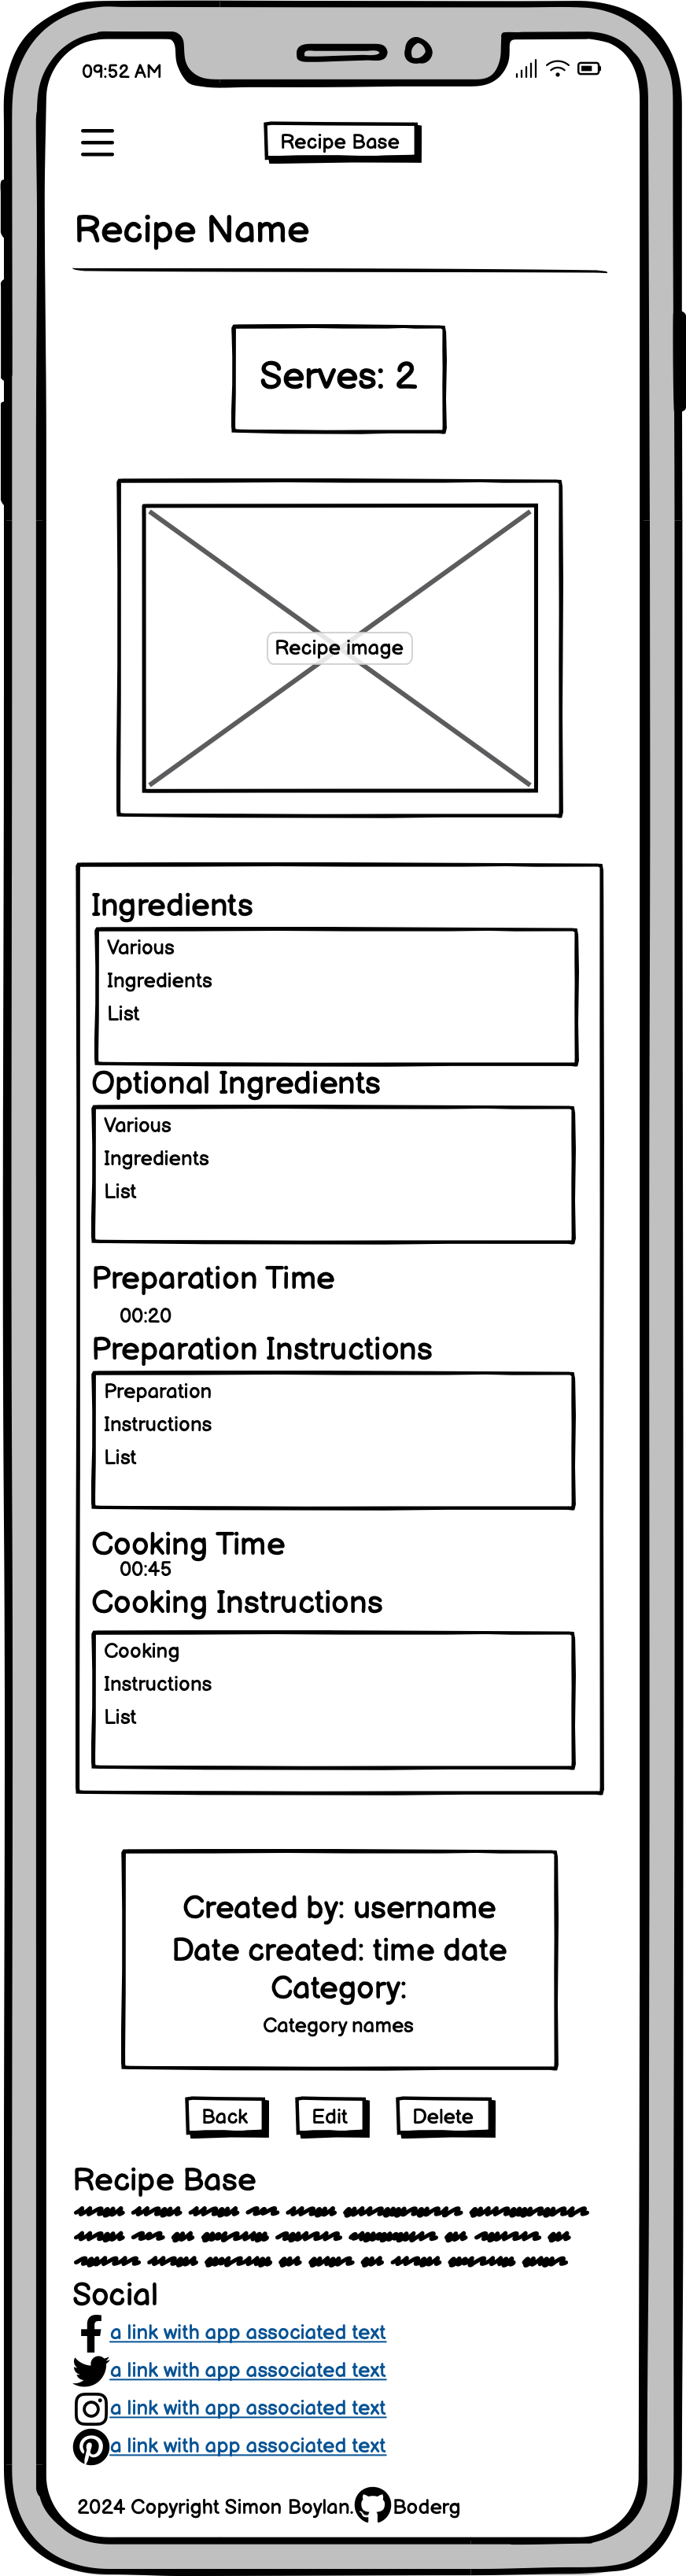 09:52 AM
Recipe Base
Recipe Name
Serves: 2
Recipe image
Ingredients
Various
Ingredients
List
Optional Ingredients
Various
Ingredients
List
Preparation Time
00:20
Preparation Instructions
Preparation
Instructions
List
Cooking Time
00:45
Cooking Instructions
Cooking
Instructions
List
Created by: username
Date created: time date
Category:
Category names
Back Edit Delete
Recipe Base
Social
a link with app associated text
a link with app associated text
a link with app associated text
a link with app associated text
2024 Copyright Simon Boylan. Boderg